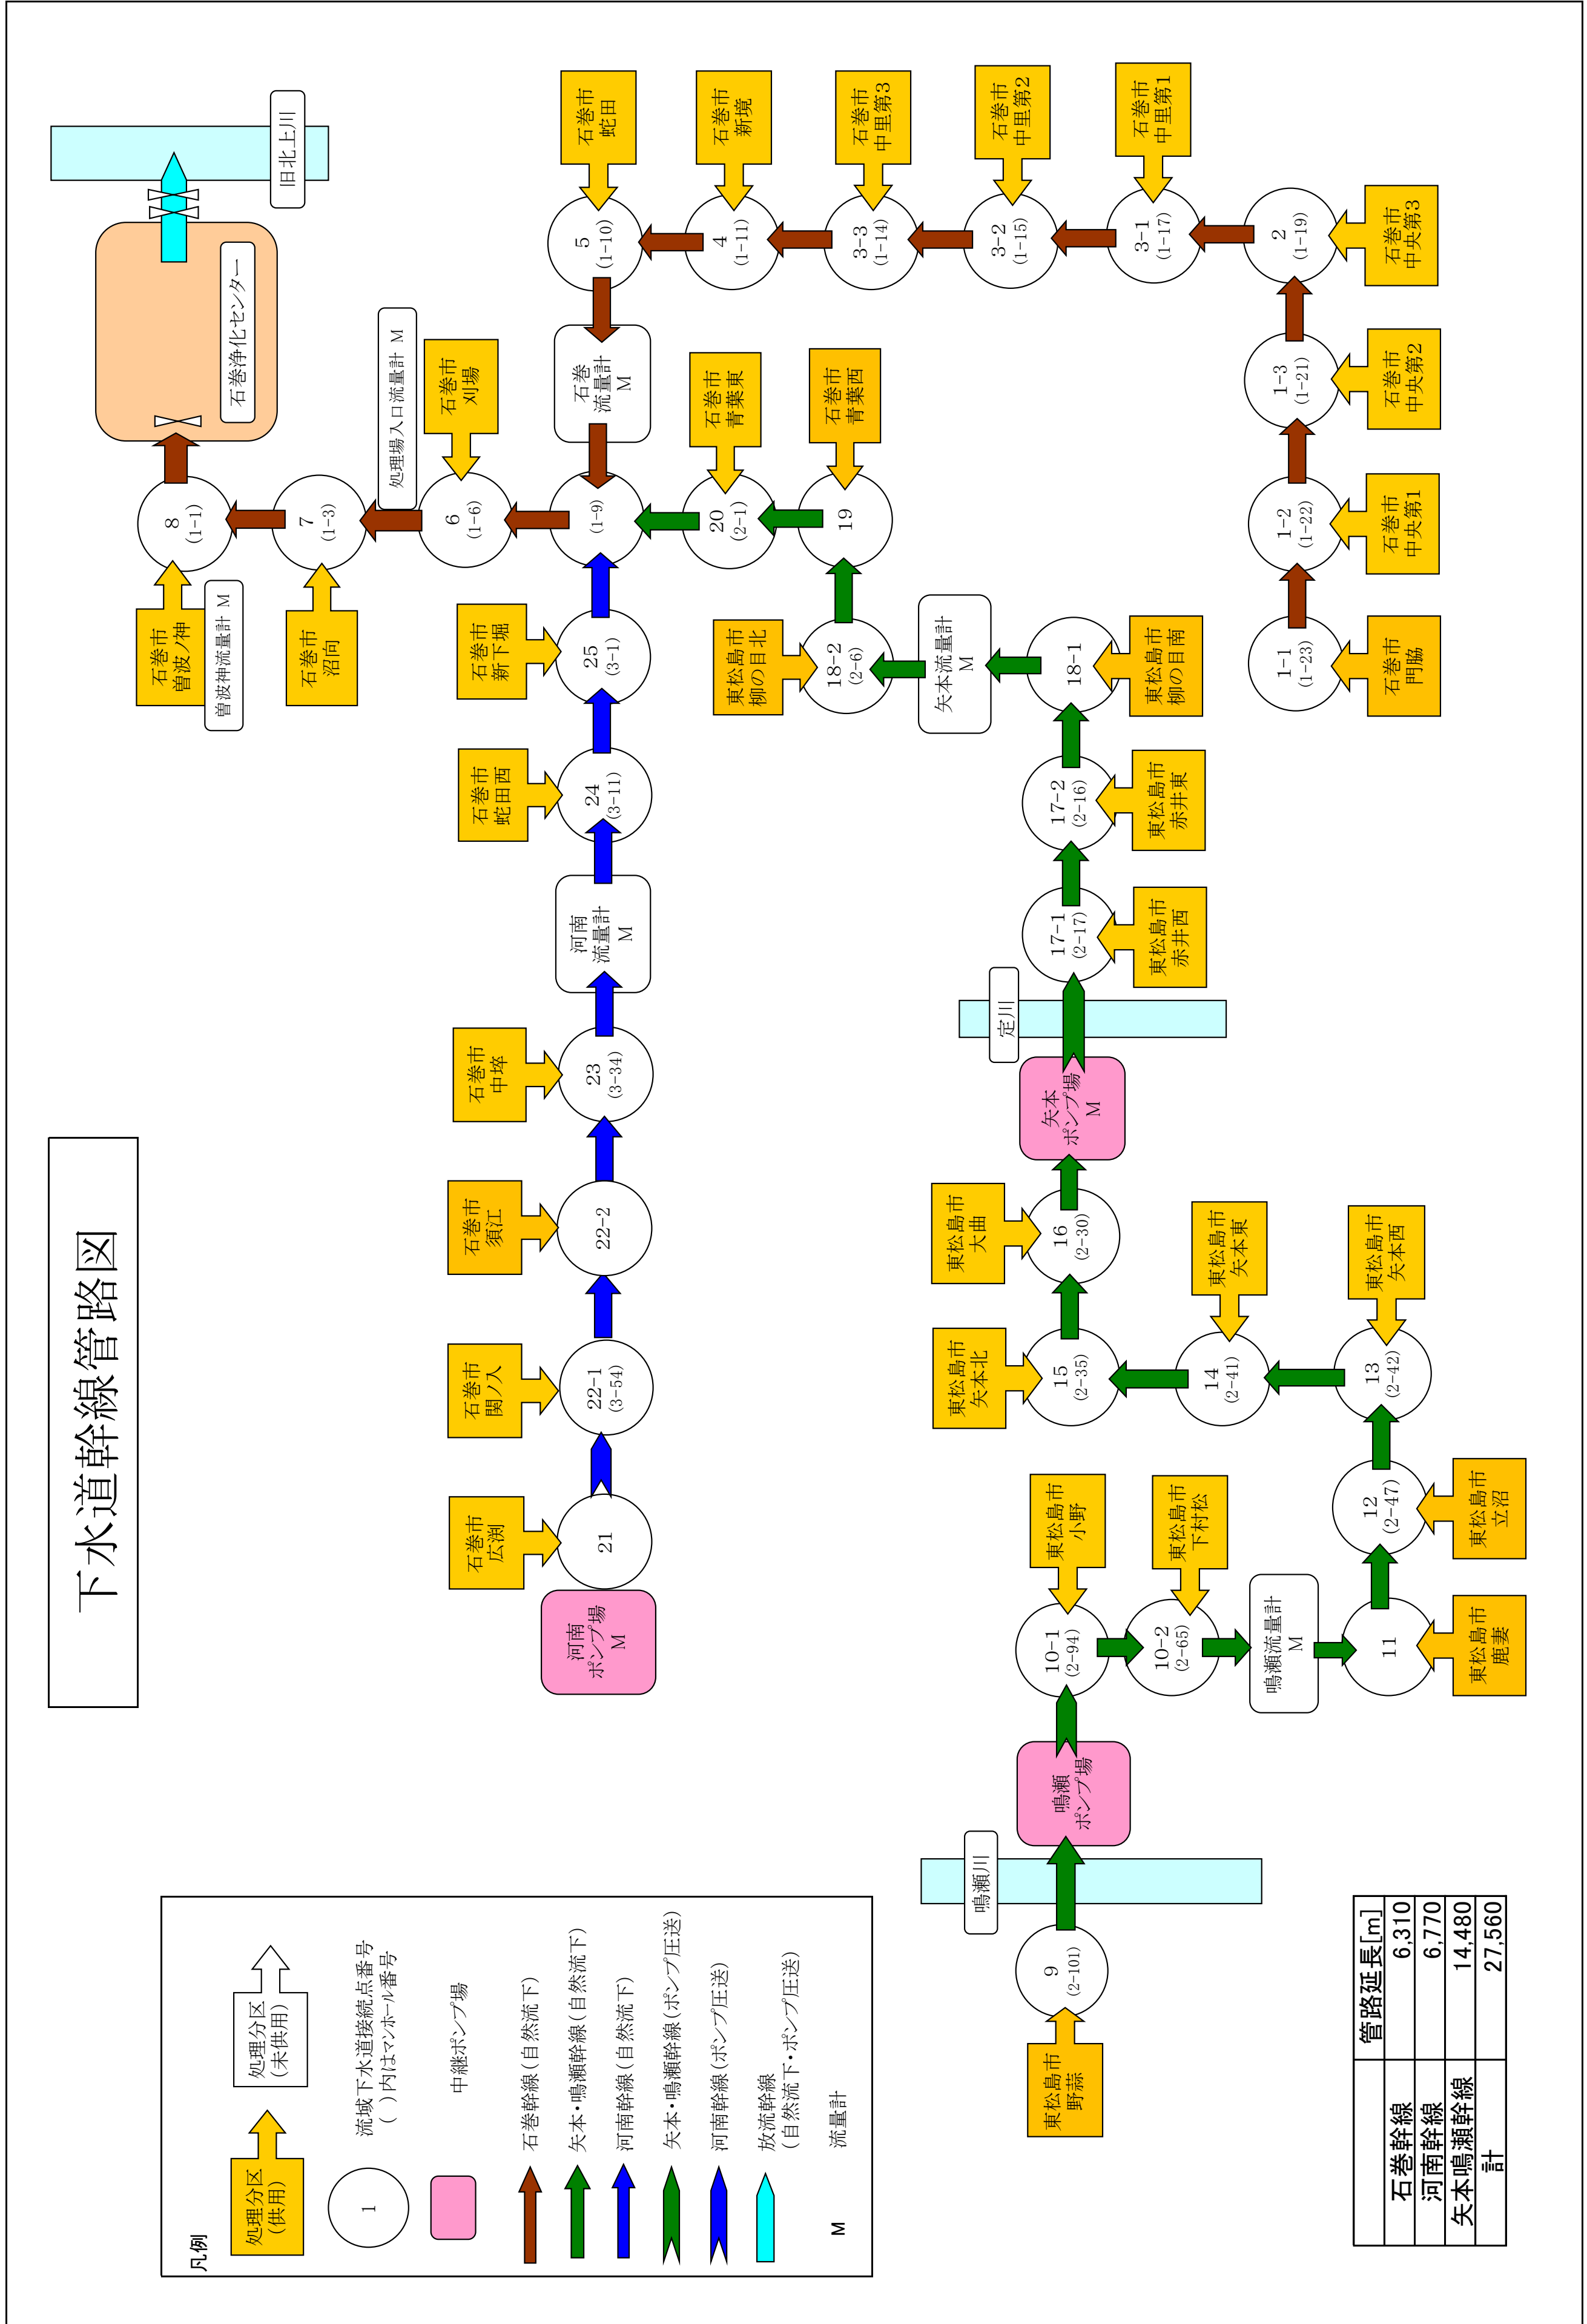 下水道幹線管路図
凡例
処理分区
(供用)
処理分区
(未供用)
1
流域下水道接続点番号
( )内はマンホール番号
中継ポンプ場
石巻幹線(自然流下)
矢本・鳴瀬幹線(自然流下)
河南幹線(自然流下)
矢本・鳴瀬幹線(ポンプ圧送)
河南幹線(ポンプ圧送)
放流幹線
(自然流下・ポンプ圧送)
M
流量計
石巻市
曽波ノ神
曽波神流量計 M
8
(1-1)
石巻浄化センター
旧北上川
石巻市
沼向
7
(1-3)
処理場入口流量計 M
6
(1-6)
石巻市
刈場
(1-9)
河南
ポンプ場
M
石巻市
広渕
21
石巻市
関ノ入
22-1
(3-54)
石巻市
須江
22-2
石巻市
中埣
23
(3-34)
河南
流量計
M
石巻市
蛇田西
24
(3-11)
石巻市
新下堀
25
(3-1)
石巻
流量計
M
5
(1-10)
石巻市
蛇田
4
(1-11)
石巻市
新境
3-3
(1-14)
石巻市
中里第3
3-2
(1-15)
石巻市
中里第2
3-1
(1-17)
石巻市
中里第1
2
(1-19)
石巻市
中央第3
1-3
(1-21)
石巻市
中央第2
1-2
(1-22)
石巻市
中央第1
1-1
(1-23)
石巻市
門脇
20
(2-1)
石巻市
青葉東
19
石巻市
青葉西
東松島市
柳の目北
18-2
(2-6)
矢本流量計
M
18-1
東松島市
柳の目南
17-2
(2-16)
東松島市
赤井東
17-1
(2-17)
東松島市
赤井西
定川
矢本
ポンプ場
M
東松島市
大曲
16
(2-30)
東松島市
矢本北
15
(2-35)
14
(2-41)
東松島市
矢本東
13
(2-42)
東松島市
矢本西
12
(2-47)
東松島市
立沼
11
東松島市
鹿妻
鳴瀬流量計
M
10-2
(2-65)
東松島市
下村松
10-1
(2-94)
東松島市
小野
鳴瀬
ポンプ場
鳴瀬川
9
(2-101)
東松島市
野蒜
管路延長[m]
石巻幹線 6,310
河南幹線 6,770
矢本鳴瀬幹線 14,480
計 27,560